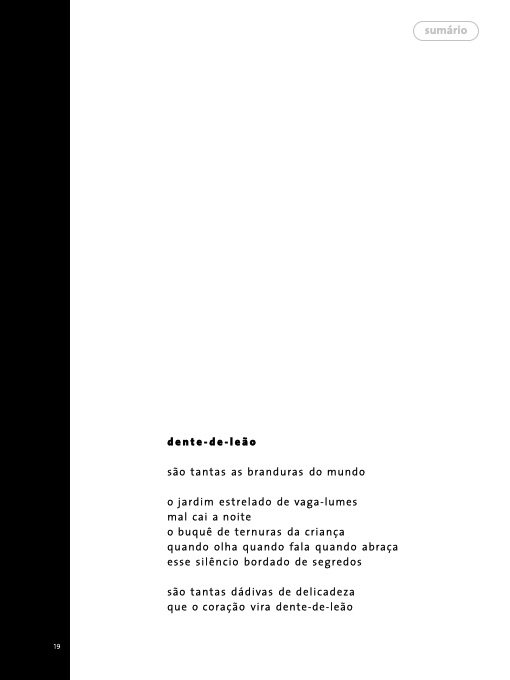 sumário
dente-de-leão
são tantas as branduras do mundo
o jardim estrelado de vaga-lumes
mal cai a noite
o buquê de ternuras da criança
quando olha quando fala quando abraça
esse silêncio bordado de segredos
são tantas dádivas de delicadeza
que o coração vira dente-de-leão
19